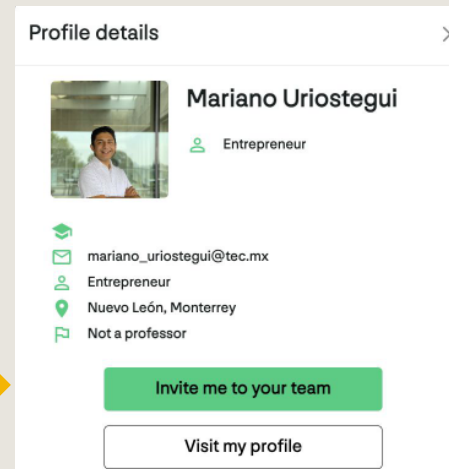 Profile details
Mariano Uriostegui
Entrepreneur
mariano_uriostegui@tec.mx
Entrepreneur
Nuevo León, Monterrey
Not a professor
Invite me to your team
Visit my profile